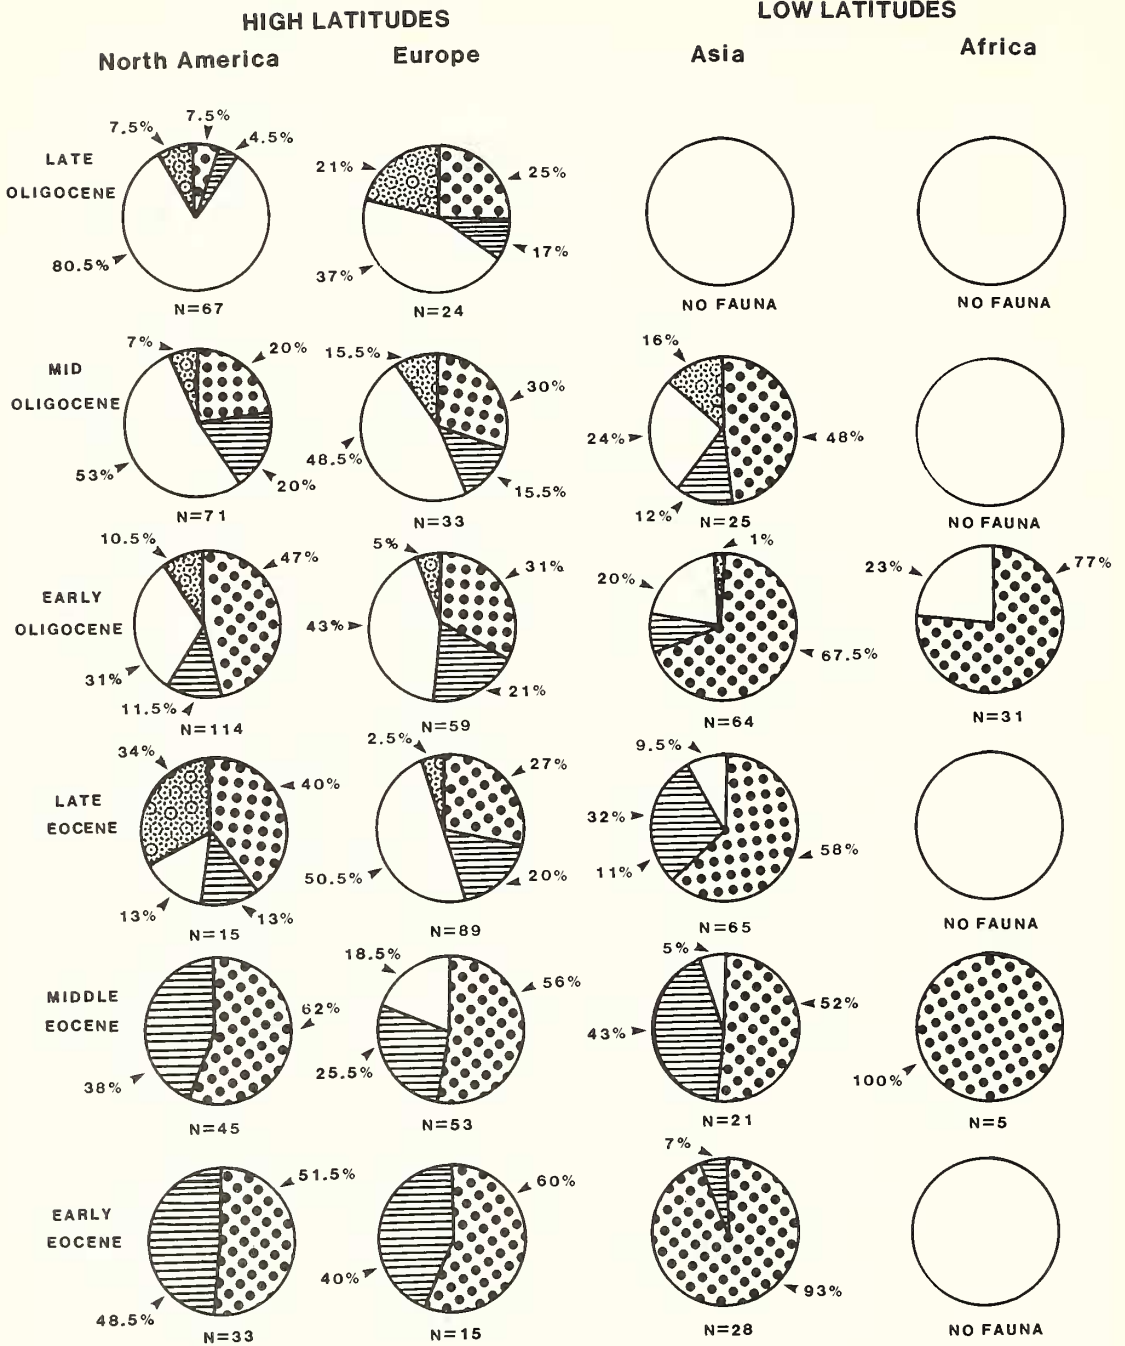 HIGH LATITUDES
LOW LATITUDES
North America
Europe
Asia
Africa
LATE
OLIGOCENE
7.5%
7.5%
4.5%
80.5%
N=67
21%
25%
17%
37%
N=24
NO FAUNA
NO FAUNA
MID
OLIGOCENE
7%
20%
53%
20%
N=71
15.5%
30%
48.5%
15.5%
N=33
16%
24%
48%
12%
N=25
NO FAUNA
EARLY
OLIGOCENE
10.5%
47%
31%
11.5%
N=114
5%
31%
43%
21%
N=59
1%
20%
67.5%
N=64
23%
77%
N=31
LATE
EOCENE
34%
40%
13%
13%
N=15
2.5%
27%
50.5%
20%
N=89
9.5%
32%
11%
58%
N=65
NO FAUNA
MIDDLE
EOCENE
62%
38%
N=45
18.5%
56%
25.5%
N=53
5%
52%
43%
N=21
100%
N=5
EARLY
EOCENE
51.5%
48.5%
N=33
60%
40%
N=15
7%
93%
N=28
NO FAUNA